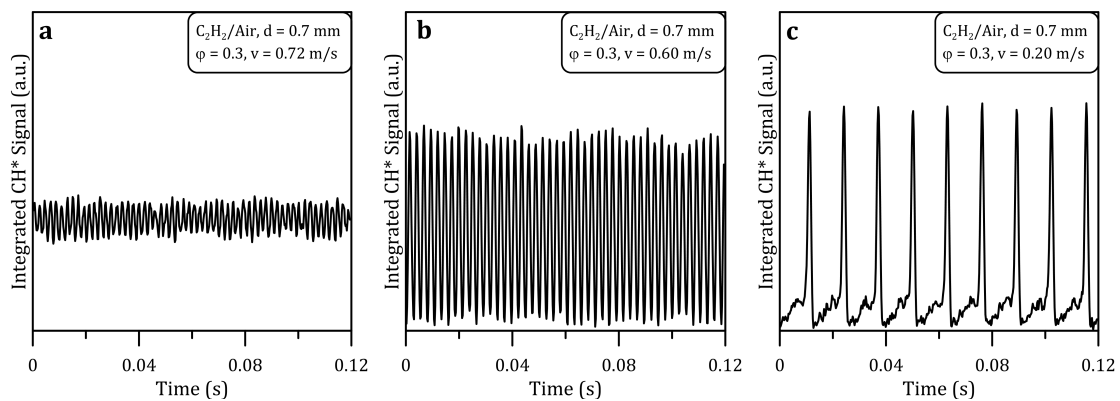 a
C₂H₂/Air, d = 0.7 mm
φ = 0.3, v = 0.72 m/s
Integrated CH* Signal (a.u.)
0 0.04 0.08 0.12
Time (s)
b
C₂H₂/Air, d = 0.7 mm
φ = 0.3, v = 0.60 m/s
Integrated CH* Signal (a.u.)
0 0.04 0.08 0.12
Time (s)
c
C₂H₂/Air, d = 0.7 mm
φ = 0.3, v = 0.20 m/s
Integrated CH* Signal (a.u.)
0 0.04 0.08 0.12
Time (s)